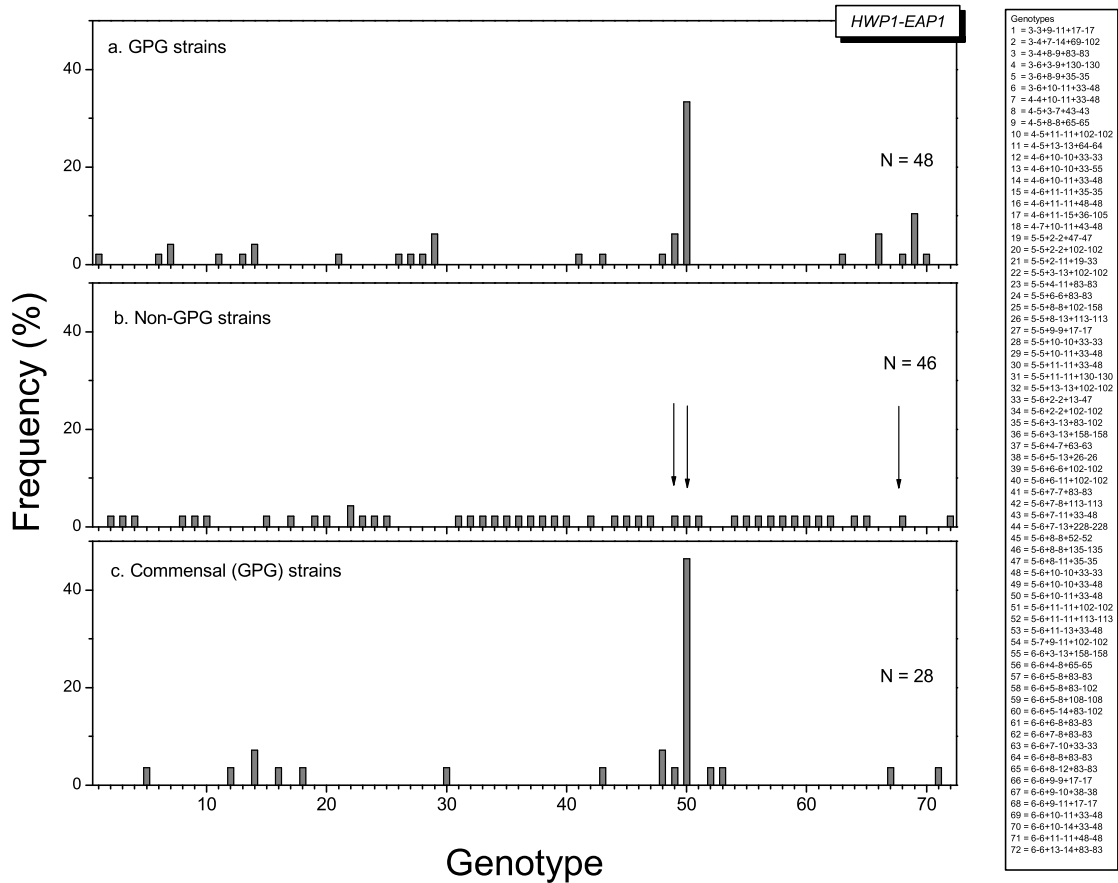 HWP1-EAP1
a. GPG strains
40
20
0
N = 48
b. Non-GPG strains
40
20
0
N = 46
c. Commensal (GPG) strains
40
20
0
N = 28
10 20 30 40 50 60 70
Frequency (%)
Genotype
Genotypes
1 = 3-3+9-11+17-17
2 = 3-4+7-14+69-102
3 = 3-4+8-9+83-83
4 = 3-6+3-9+130-130
5 = 3-6+8-9+35-35
6 = 3-6+10-11+33-48
7 = 4-4+10-11+33-48
8 = 4-5+3-7+43-43
9 = 4-5+8-8+65-65
10 = 4-5+11-11+102-102
11 = 4-5+13-13+64-64
12 = 4-6+10-10+33-33
13 = 4-6+10-10+33-55
14 = 4-6+10-11+33-48
15 = 4-6+11-11+35-35
16 = 4-6+11-11+48-48
17 = 4-6+11-15+36-105
18 = 4-7+10-11+43-48
19 = 5-5+2-2+47-47
20 = 5-5+2-2+102-102
21 = 5-5+2-11+19-33
22 = 5-5+3-13+102-102
23 = 5-5+4-11+83-83
24 = 5-5+6-6+83-83
25 = 5-5+8-8+102-158
26 = 5-5+8-13+113-113
27 = 5-5+9-9+17-17
28 = 5-5+10-10+33-33
29 = 5-5+10-11+33-48
30 = 5-5+11-11+33-48
31 = 5-5+11-11+130-130
32 = 5-5+13-13+102-102
33 = 5-6+2-2+13-47
34 = 5-6+2-2+102-102
35 = 5-6+3-13+83-102
36 = 5-6+3-13+158-158
37 = 5-6+4-7+63-63
38 = 5-6+5-13+26-26
39 = 5-6+6-6+102-102
40 = 5-6+6-11+102-102
41 = 5-6+7-7+83-83
42 = 5-6+7-8+113-113
43 = 5-6+7-11+33-48
44 = 5-6+7-13+228-228
45 = 5-6+8-8+52-52
46 = 5-6+8-8+135-135
47 = 5-6+8-11+35-35
48 = 5-6+10-10+33-33
49 = 5-6+10-10+33-48
50 = 5-6+10-11+33-48
51 = 5-6+11-11+102-102
52 = 5-6+11-11+113-113
53 = 5-6+11-13+33-48
54 = 5-7+9-11+102-102
55 = 6-6+3-13+158-158
56 = 6-6+4-8+65-65
57 = 6-6+5-8+83-83
58 = 6-6+5-8+83-102
59 = 6-6+5-8+108-108
60 = 6-6+5-14+83-102
61 = 6-6+6-8+83-83
62 = 6-6+7-8+83-83
63 = 6-6+7-10+33-33
64 = 6-6+8-8+83-83
65 = 6-6+8-12+83-83
66 = 6-6+9-9+17-17
67 = 6-6+9-10+38-38
68 = 6-6+9-11+17-17
69 = 6-6+10-11+33-48
70 = 6-6+10-14+33-48
71 = 6-6+11-11+48-48
72 = 6-6+13-14+83-83